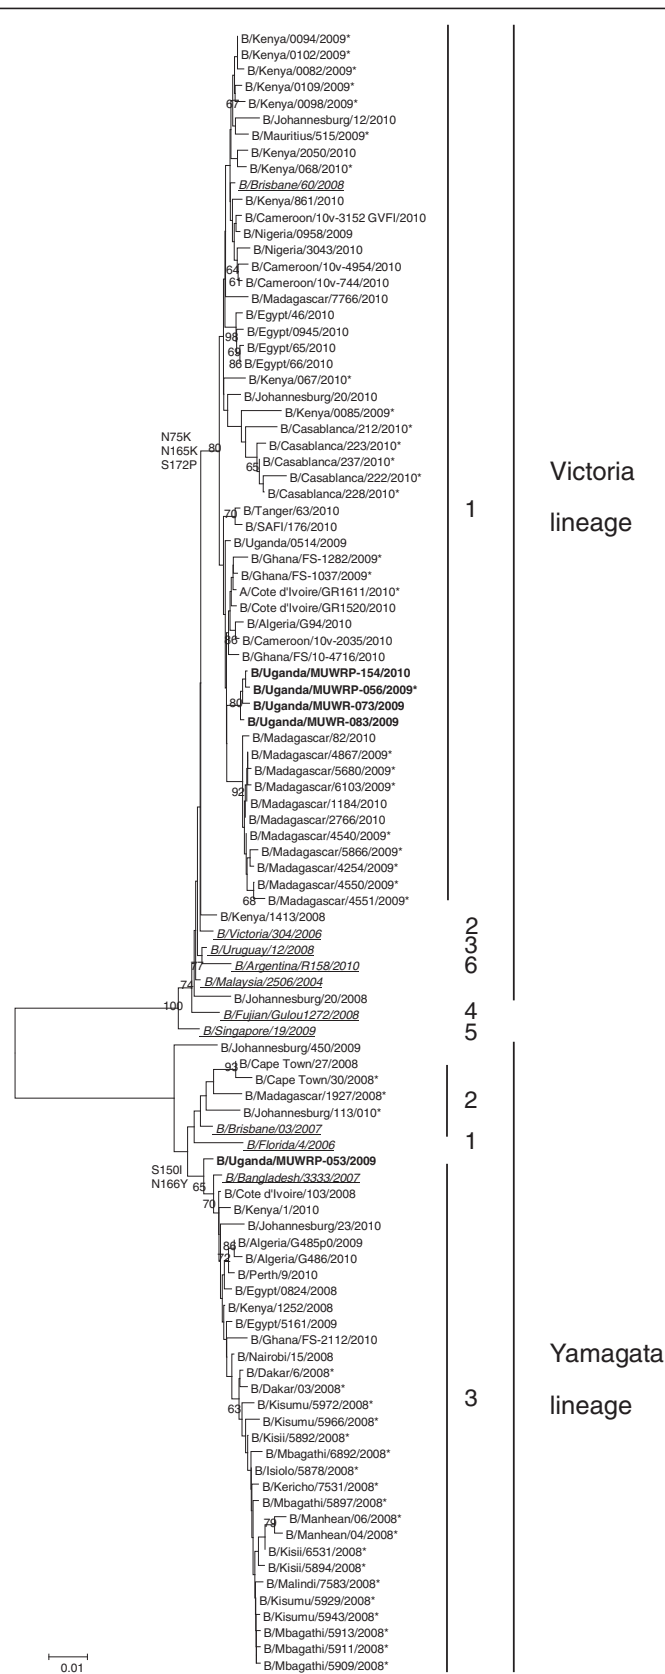 B/Kenya/0094/2009*
B/Kenya/0102/2009*
B/Kenya/0082/2009*
B/Kenya/0109/2009*
67
B/Kenya/0098/2009*
B/Johannesburg/12/2010
B/Mauritius/515/2009*
B/Kenya/2050/2010
B/Kenya/068/2010*
B/Brisbane/60/2008
B/Kenya/861/2010
B/Cameroon/10v-3152 GVFI/2010
B/Nigeria/0958/2009
B/Nigeria/3043/2010
64
B/Cameroon/10v-4954/2010
61
B/Cameroon/10v-744/2010
B/Madagascar/7766/2010
B/Egypt/46/2010
98
B/Egypt/0945/2010
69
B/Egypt/65/2010
86
B/Egypt/66/2010
B/Kenya/067/2010*
B/Johannesburg/20/2010
B/Kenya/0085/2009*
B/Casablanca/212/2010*
N75K
N165K
S172P
80
B/Casablanca/223/2010*
65
B/Casablanca/237/2010*
B/Casablanca/222/2010*
B/Casablanca/228/2010*
70
B/Tanger/63/2010
B/SAFI/176/2010
1
Victoria
lineage
B/Uganda/0514/2009
B/Ghana/FS-1282/2009*
B/Ghana/FS-1037/2009*
A/Cote d'Ivoire/GR1611/2010*
B/Cote d'Ivoire/GR1520/2010
B/Algeria/G94/2010
86
B/Cameroon/10v-2035/2010
B/Ghana/FS/10-4716/2010
B/Uganda/MUWRP-154/2010
B/Uganda/MUWRP-056/2009*
80
B/Uganda/MUWR-073/2009
B/Uganda/MUWR-083/2009
B/Madagascar/82/2010
B/Madagascar/4867/2009*
B/Madagascar/5680/2009*
B/Madagascar/6103/2009*
92
B/Madagascar/1184/2010
B/Madagascar/2766/2010
B/Madagascar/4540/2009*
B/Madagascar/5866/2009*
B/Madagascar/4254/2009*
B/Madagascar/4550/2009*
68
B/Madagascar/4551/2009*
B/Kenya/1413/2008
2
B/Victoria/304/2006
3
B/Uruguay/12/2008
77
B/Argentina/R158/2010
6
74
B/Malaysia/2506/2004
B/Johannesburg/20/2008
100
B/Fujian/Gulou1272/2008
4
B/Singapore/19/2009
5
B/Johannesburg/450/2009
93
B/Cape Town/27/2008
B/Cape Town/30/2008*
B/Madagascar/1927/2008*
2
B/Johannesburg/113/010*
B/Brisbane/03/2007
B/Florida/4/2006
1
B/Uganda/MUWRP-053/2009
S150I
N166Y
65
B/Bangladesh/3333/2007
70
B/Cote d'Ivoire/103/2008
B/Kenya/1/2010
B/Johannesburg/23/2010
86
B/Algeria/G485p0/2009
72
B/Algeria/G486/2010
B/Perth/9/2010
B/Egypt/0824/2008
B/Kenya/1252/2008
B/Egypt/5161/2009
B/Ghana/FS-2112/2010
B/Nairobi/15/2008
B/Dakar/6/2008*
B/Dakar/03/2008*
63
B/Kisumu/5972/2008*
3
Yamagata
lineage
B/Kisumu/5966/2008*
B/Kisii/5892/2008*
B/Mbagathi/6892/2008*
B/Isiolo/5878/2008*
B/Kericho/7531/2008*
B/Mbagathi/5897/2008*
79
B/Manhean/06/2008*
B/Manhean/04/2008*
B/Kisii/6531/2008*
B/Kisii/5894/2008*
B/Malindi/7583/2008*
B/Kisumu/5929/2008*
B/Kisumu/5943/2008*
B/Mbagathi/5913/2008*
B/Mbagathi/5911/2008*
B/Mbagathi/5909/2008*
0.01